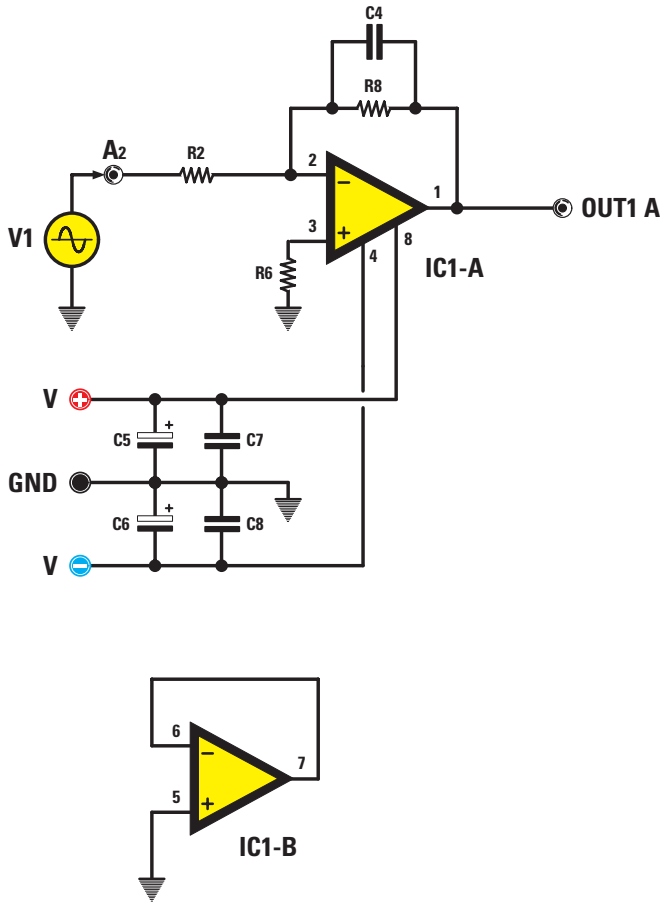 C4
R8
A2
R2
2
–
1
OUT1 A
V1
3
+
4
8
R6
IC1-A
V
+
+
C5
C7
GND
+
C6
C8
V
–
6
–
7
5
+
IC1-B